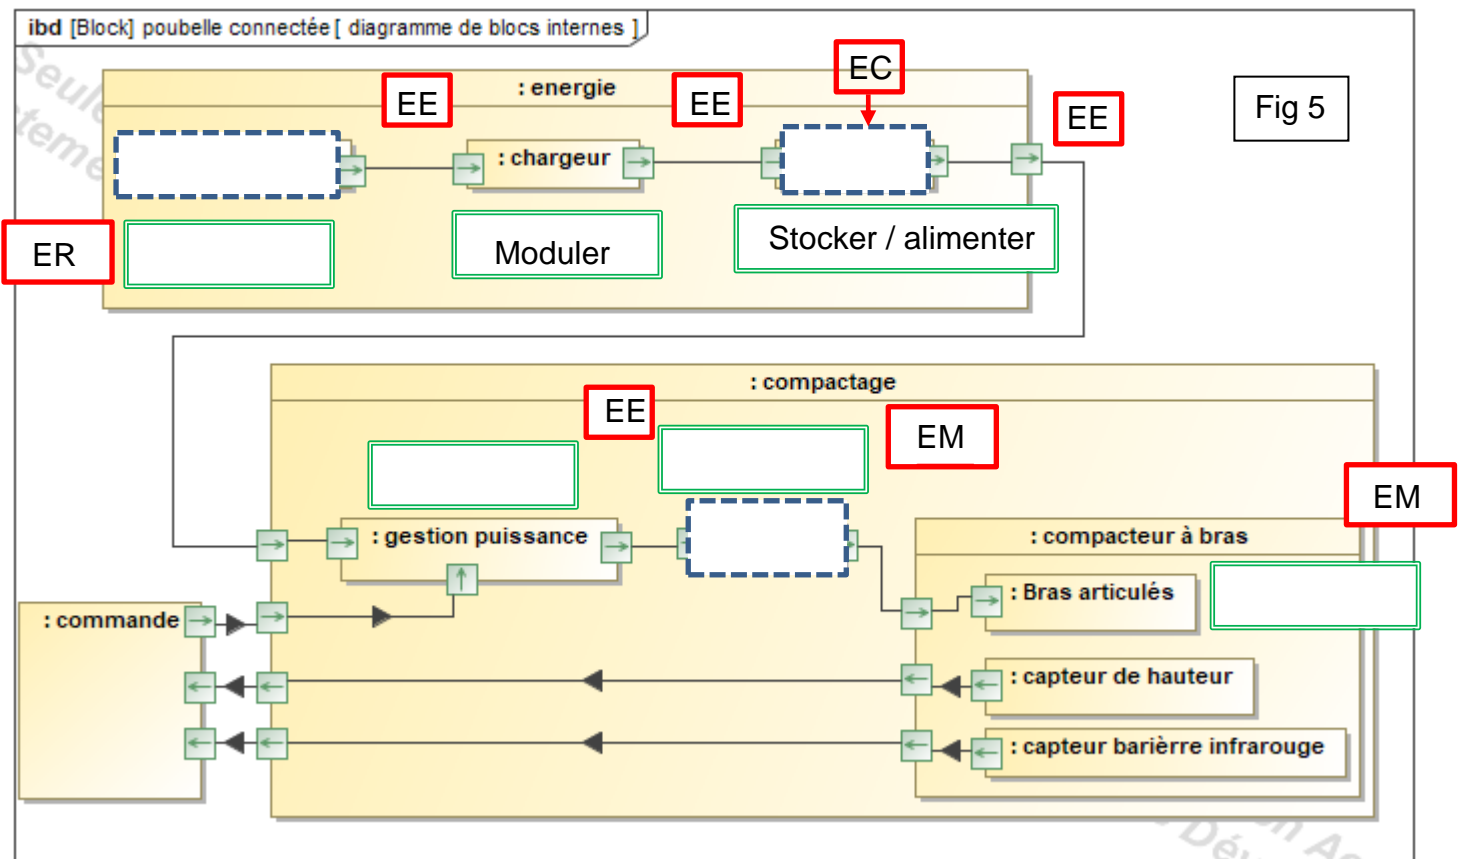 ibd [Block] poubelle connectée [ diagramme de blocs internes ]
: energie
EE
EE
EC
EE
Fig 5
: chargeur
ER
Moduler
Stocker / alimenter
: compactage
EE
EM
EM
: gestion puissance
: compacteur à bras
: Bras articulés
: commande
: capteur de hauteur
: capteur barièrre infrarouge